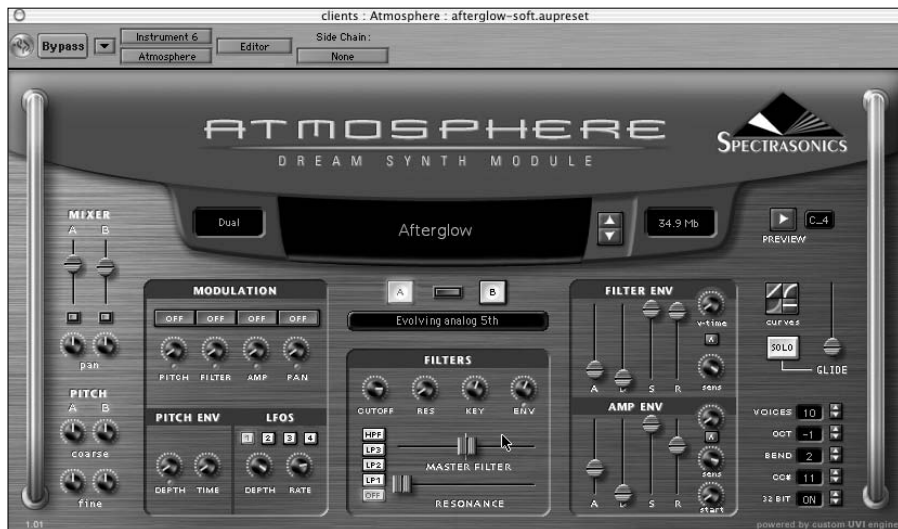 clients : Atmosphere : afterglow-soft.aupreset
Bypass
Instrument 6
Atmosphere
Editor
Side Chain:
None
ATMOSPHERE
DREAM SYNTH MODULE
SPECTRASONICS
Dual
Afterglow
34.9 Mb
PREVIEW
C_4
MIXER
A B
pan
PITCH
A B
coarse
fine
1.01
MODULATION
OFF OFF OFF OFF
PITCH FILTER AMP PAN
PITCH ENV
DEPTH TIME
LFOS
1 2 3 4
DEPTH RATE
A B
Evolving analog 5th
FILTERS
CUTOFF RES KEY ENV
HPF
LP3
LP2
LP1
OFF
MASTER FILTER
RESONANCE
FILTER ENV
v-time
A
sens
A D S R
AMP ENV
A
sens
start
A D S R
curves
SOLO
GLIDE
VOICES 10
OCT -1
BEND 2
CC# 11
32 BIT ON
powered by custom UVI engine